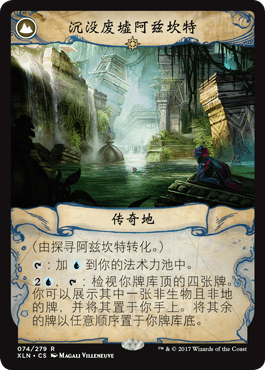 沉没废墟阿兹坎特
传奇地
（由探寻阿兹坎特转化。）
：加到你的法术力池中。
2，：检视你牌库顶的四张牌。
你可以展示其中一张非生物且非地
的牌，并将其置于你手上。将其余
的牌以任意顺序置于你牌库底。
074/279 R
XLN • CS MAGALI VILLENEUVE
™ & © 2017 Wizards of the Coast